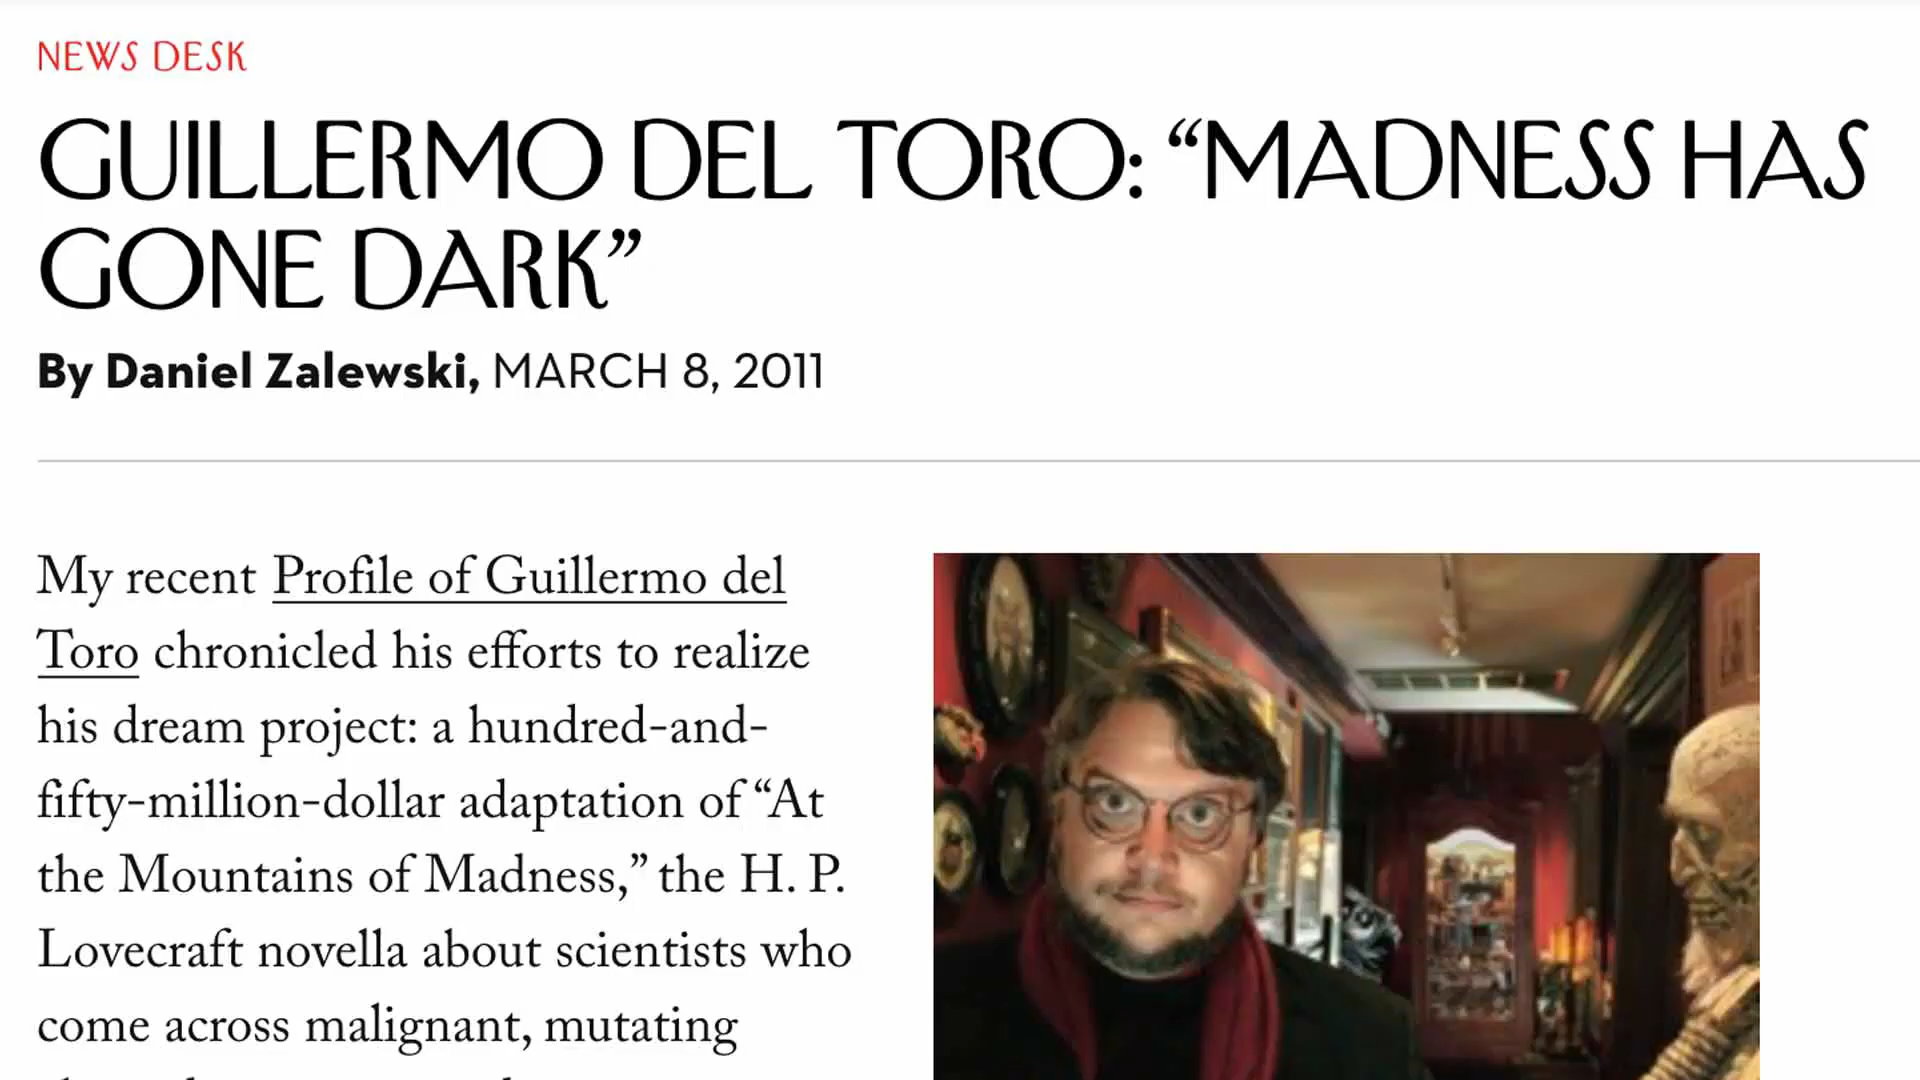 NEWS DESK
GUILLERMO DEL TORO: “MADNESS HAS
GONE DARK”
By Daniel Zalewski, MARCH 8, 2011
My recent Profile of Guillermo del
Toro chronicled his efforts to realize
his dream project: a hundred-and-
fifty-million-dollar adaptation of “At
the Mountains of Madness,” the H. P.
Lovecraft novella about scientists who
come across malignant, mutating